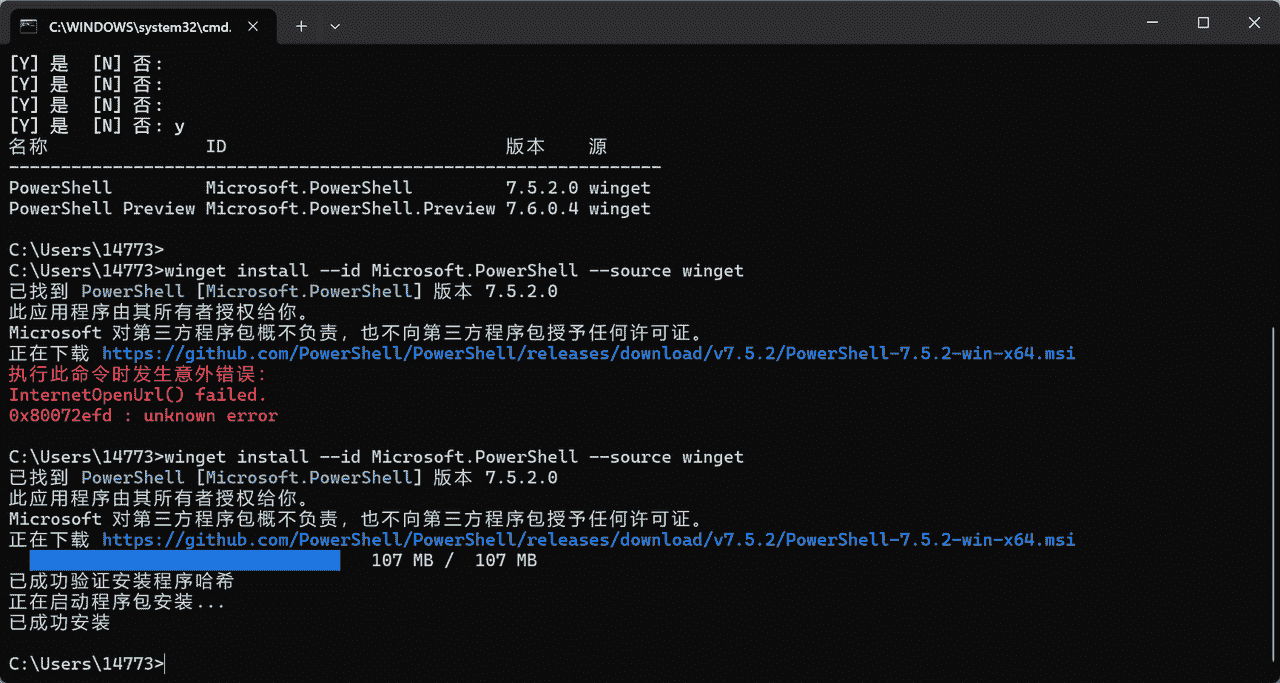 C:\WINDOWS\system32\cmd.
[Y] 是  [N] 否:
[Y] 是  [N] 否:
[Y] 是  [N] 否:
[Y] 是  [N] 否: y
名称               ID                          版本    源
---------------------------------------------------------------
PowerShell         Microsoft.PowerShell         7.5.2.0 winget
PowerShell Preview Microsoft.PowerShell.Preview 7.6.0.4 winget
C:\Users\14773>
C:\Users\14773>winget install --id Microsoft.PowerShell --source winget
已找到 PowerShell [Microsoft.PowerShell] 版本 7.5.2.0
此应用程序由其所有者授权给你。
Microsoft 对第三方程序包概不负责，也不向第三方程序包授予任何许可证。
正在下载 https://github.com/PowerShell/PowerShell/releases/download/v7.5.2/PowerShell-7.5.2-win-x64.msi
执行此命令时发生意外错误:
InternetOpenUrl() failed.
0x80072efd : unknown error
C:\Users\14773>winget install --id Microsoft.PowerShell --source winget
已找到 PowerShell [Microsoft.PowerShell] 版本 7.5.2.0
此应用程序由其所有者授权给你。
Microsoft 对第三方程序包概不负责，也不向第三方程序包授予任何许可证。
正在下载 https://github.com/PowerShell/PowerShell/releases/download/v7.5.2/PowerShell-7.5.2-win-x64.msi
107 MB /  107 MB
已成功验证安装程序哈希
正在启动程序包安装...
已成功安装
C:\Users\14773>